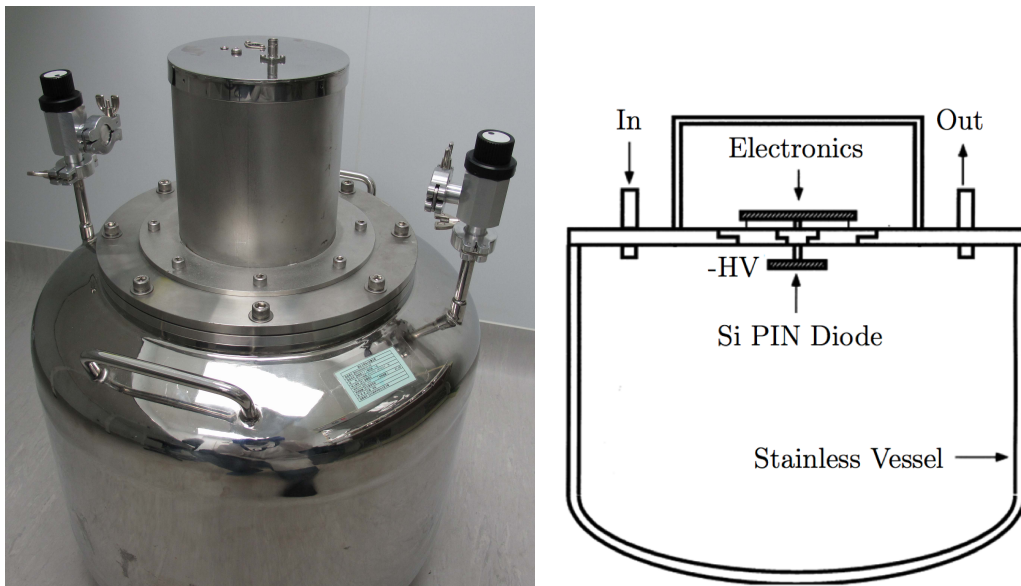 In
Out
Electronics
-HV
Si PIN Diode
Stainless Vessel